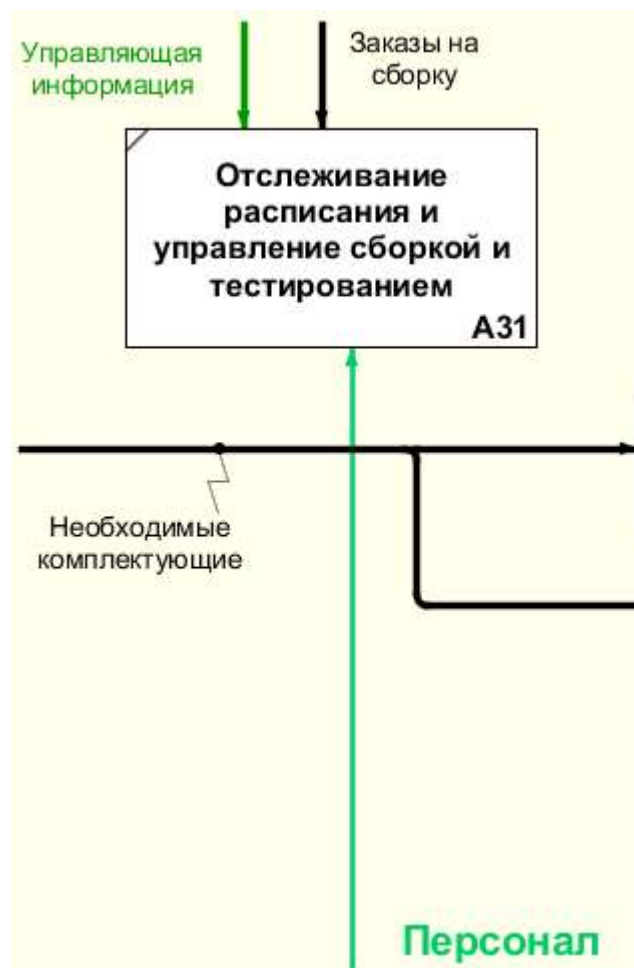 Управляющая
информация
Заказы на
сборку
Отслеживание
расписания и
управление сборкой и
тестированием
A31
Необходимые
комплектующие
Персонал